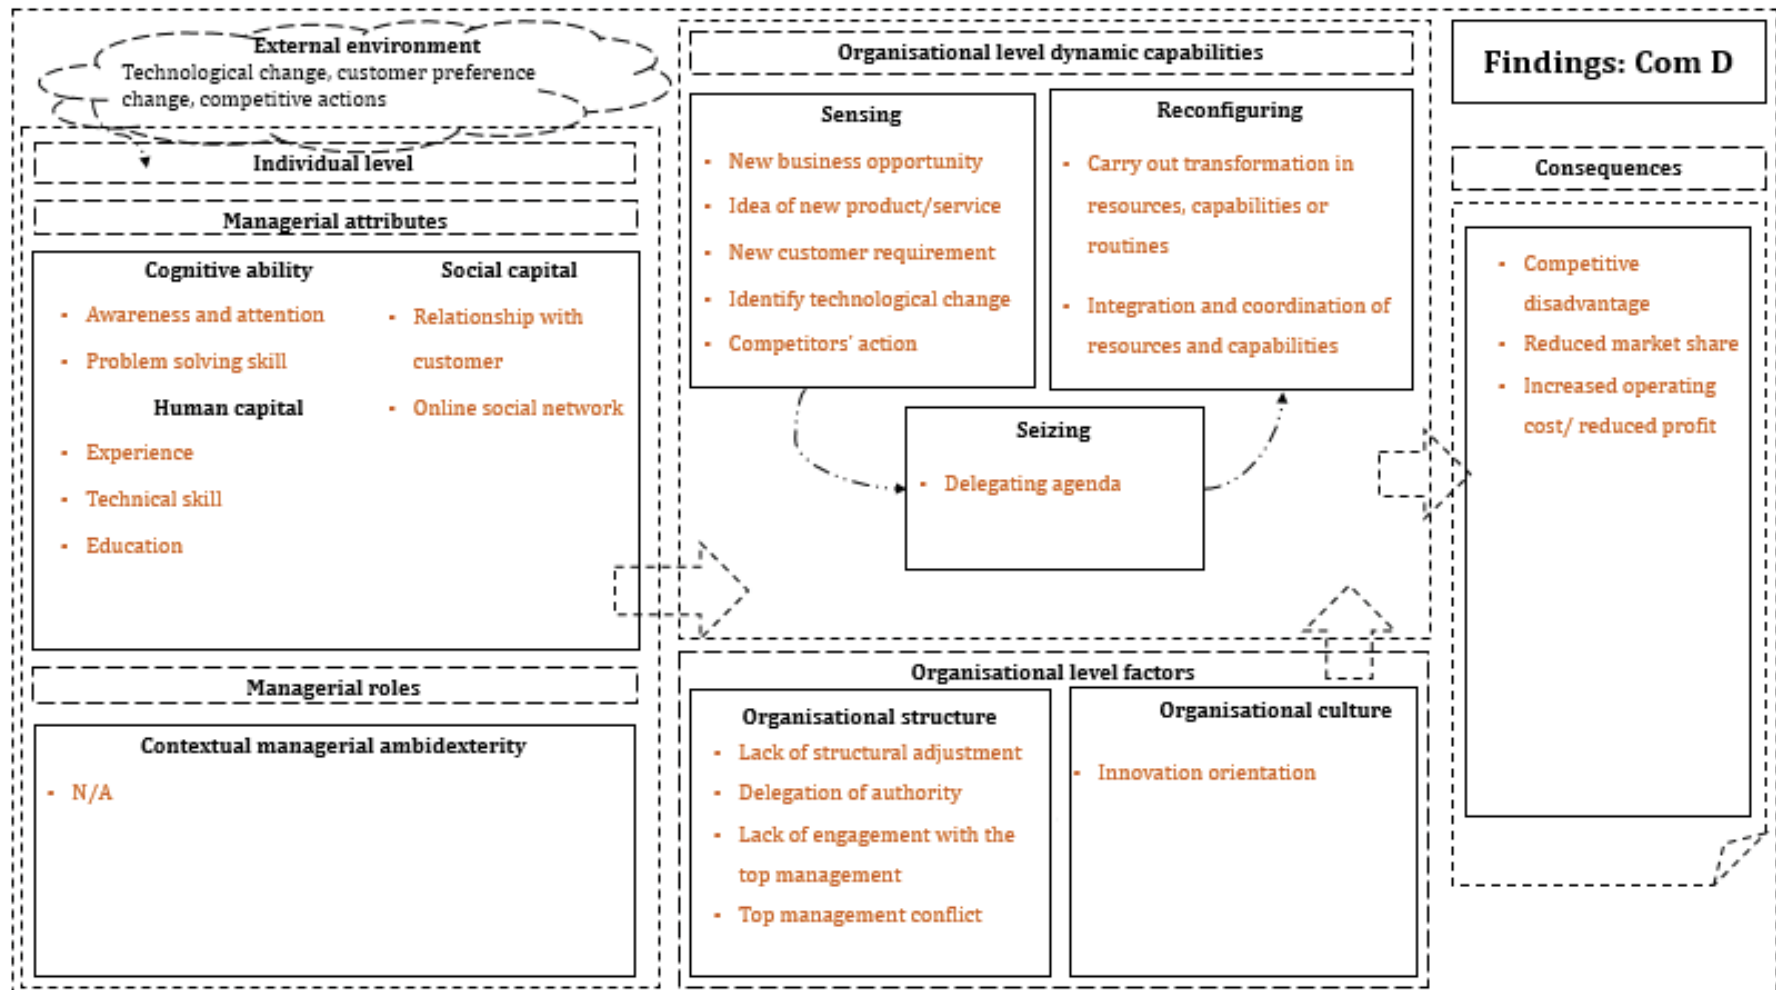 External environment
Technological change, customer preference
change, competitive actions
Individual level
Managerial attributes
Cognitive ability
▪ Awareness and attention
▪ Problem solving skill
Human capital
▪ Experience
▪ Technical skill
▪ Education
Social capital
▪ Relationship with
customer
▪ Online social network
Managerial roles
Contextual managerial ambidexterity
▪ N/A
Organisational level dynamic capabilities
Sensing
▪ New business opportunity
▪ Idea of new product/service
▪ New customer requirement
▪ Identify technological change
▪ Competitors' action
Reconfiguring
▪ Carry out transformation in
resources, capabilities or
routines
▪ Integration and coordination of
resources and capabilities
Seizing
▪ Delegating agenda
Organisational level factors
Organisational structure
▪ Lack of structural adjustment
▪ Delegation of authority
▪ Lack of engagement with the
top management
▪ Top management conflict
Organisational culture
▪ Innovation orientation
Findings: Com D
Consequences
▪ Competitive
disadvantage
▪ Reduced market share
▪ Increased operating
cost/ reduced profit